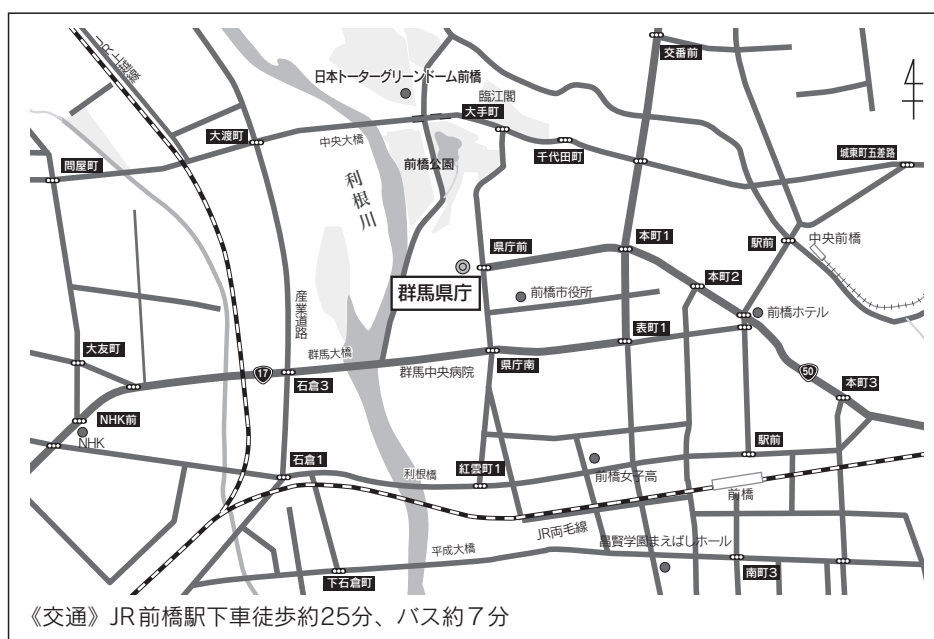 JR上越線
日本トーターグリーンドーム前橋
交番前
臨江閣
大手町
大渡町
中央大橋
千代田町
城東町五差路
問屋町
前橋公園
利根川
県庁前
本町1
駅前
中央前橋
群馬県庁
前橋市役所
本町2
産業道路
前橋ホテル
大友町
群馬大橋
表町1
県庁南
17
石倉3
群馬中央病院
50
本町3
NHK前
NHK
駅前
石倉1
利根橋
紅雲町1
前橋女子高
前橋
JR両毛線
昌賢学園まえばしホール
平成大橋
下石倉町
南町3
《交通》JR前橋駅下車徒歩約25分、バス約7分